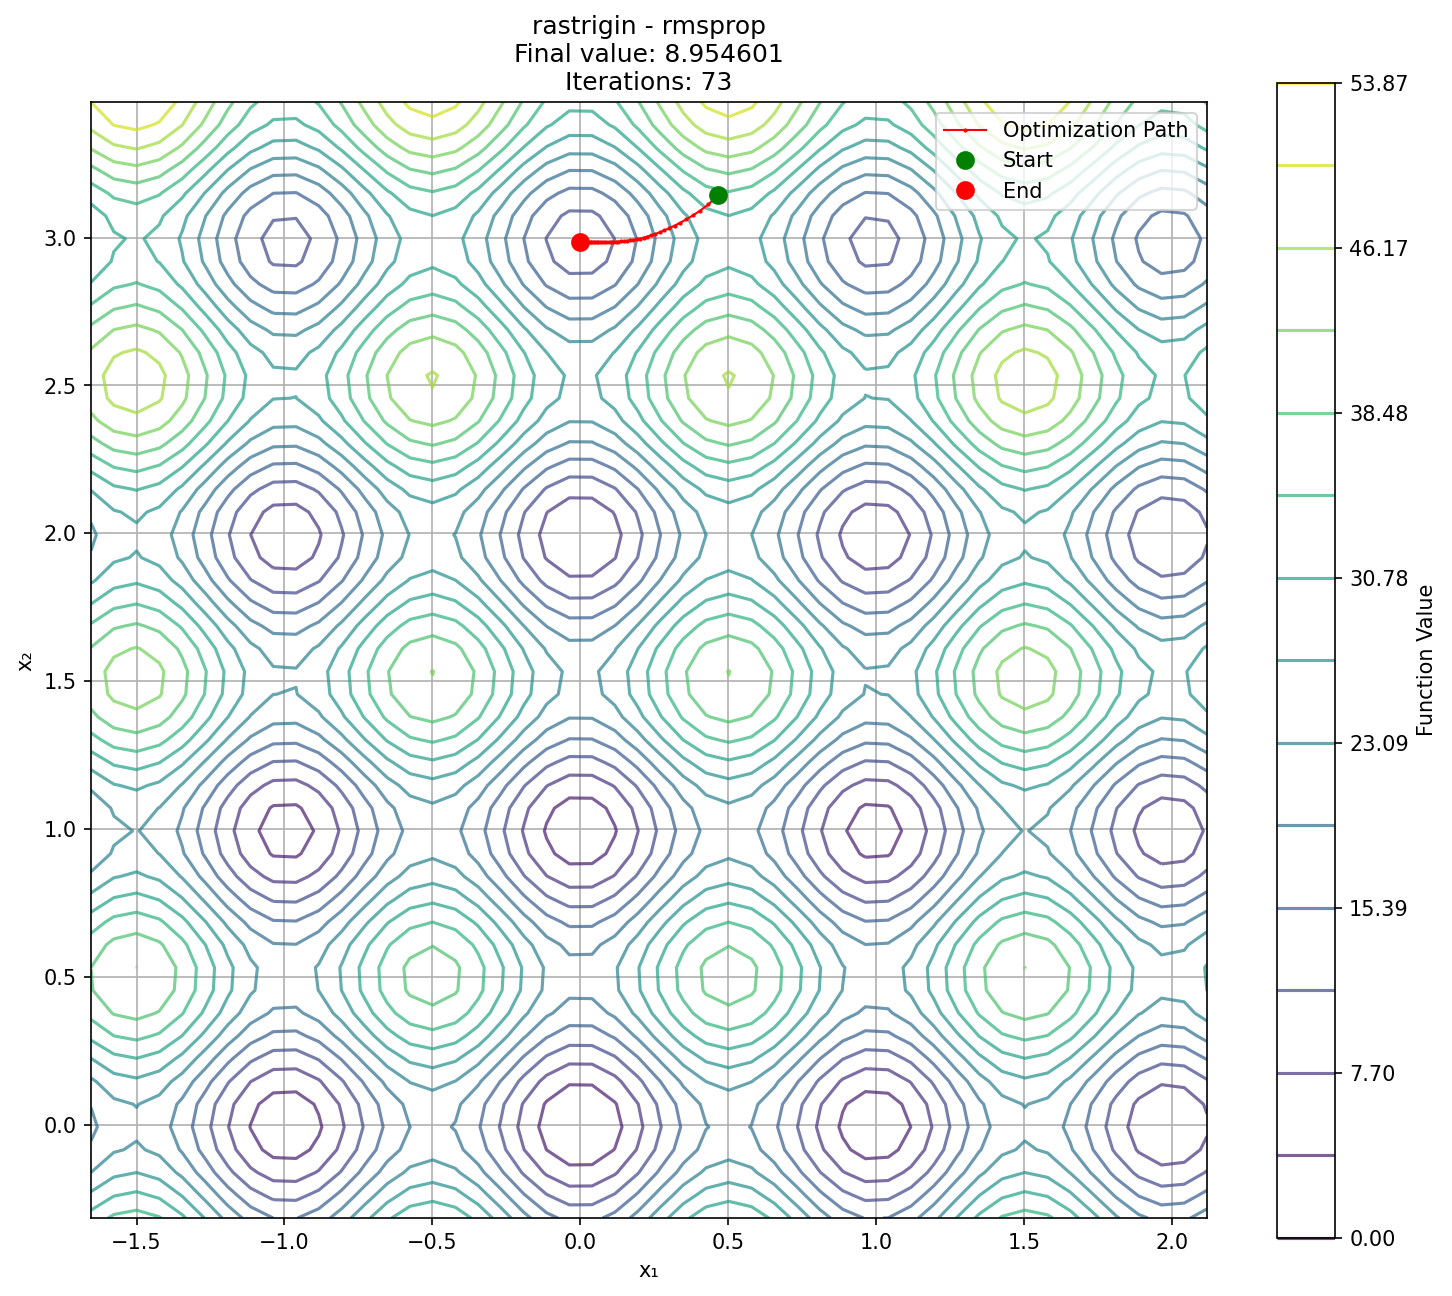 rastrigin - rmsprop
Final value: 8.954601
Iterations: 73
Optimization Path
Start
End
3.0
2.5
2.0
1.5
1.0
0.5
0.0
x₂
−1.5
−1.0
−0.5
0.0
0.5
1.0
1.5
2.0
x₁
53.87
46.17
38.48
30.78
23.09
15.39
7.70
0.00
Function Value